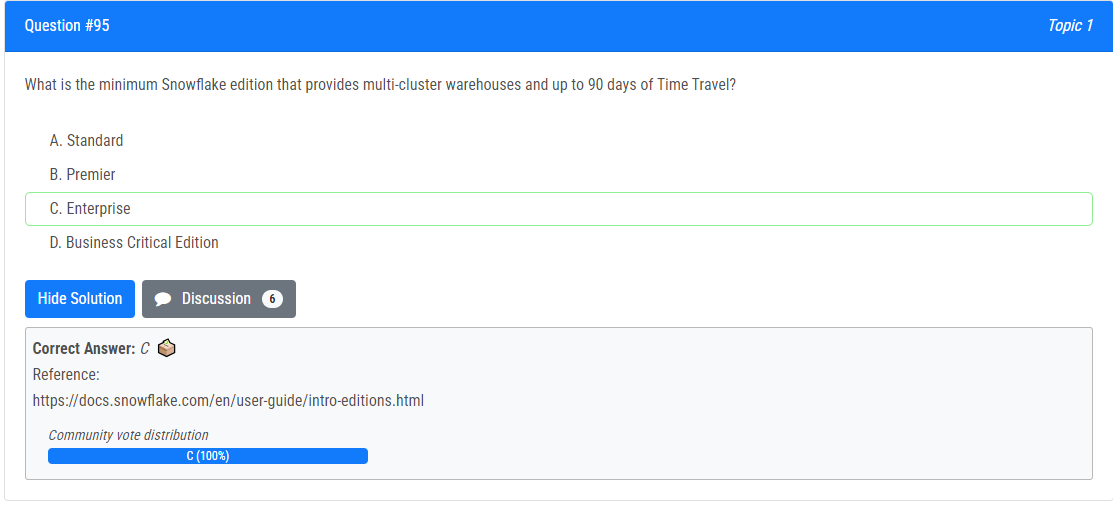 Question #95
Topic 1
What is the minimum Snowflake edition that provides multi-cluster warehouses and up to 90 days of Time Travel?
A. Standard
B. Premier
C. Enterprise
D. Business Critical Edition
Hide Solution
Discussion 6
Correct Answer: C
Reference:
https://docs.snowflake.com/en/user-guide/intro-editions.html
Community vote distribution
C (100%)